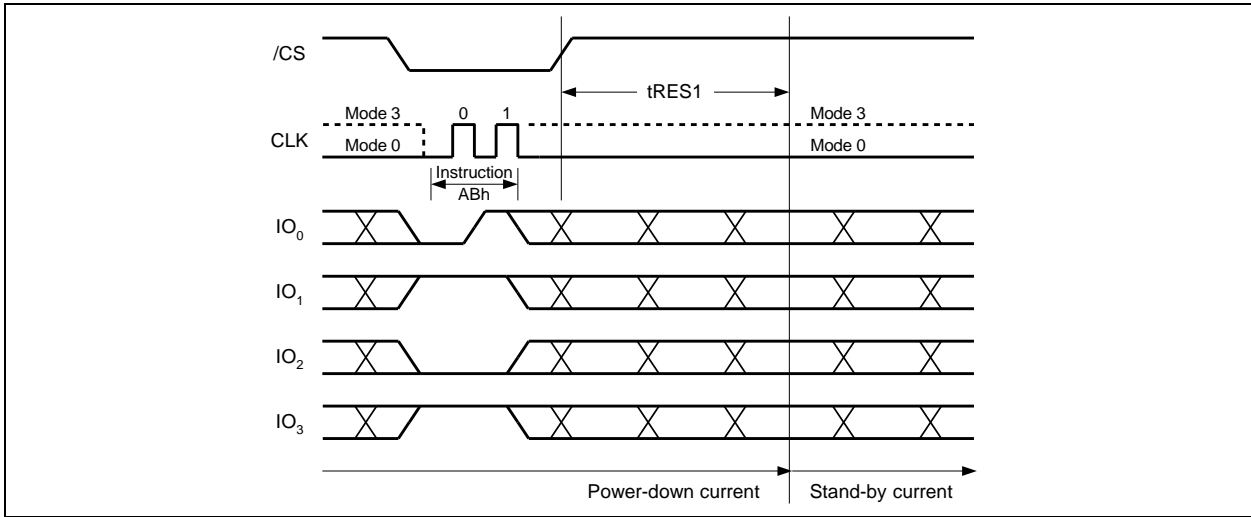 /CS
tRES1
Mode 3 0 1 Mode 3
CLK
Mode 0 Mode 0
Instruction
ABh
IO0
IO1
IO2
IO3
Power-down current Stand-by current